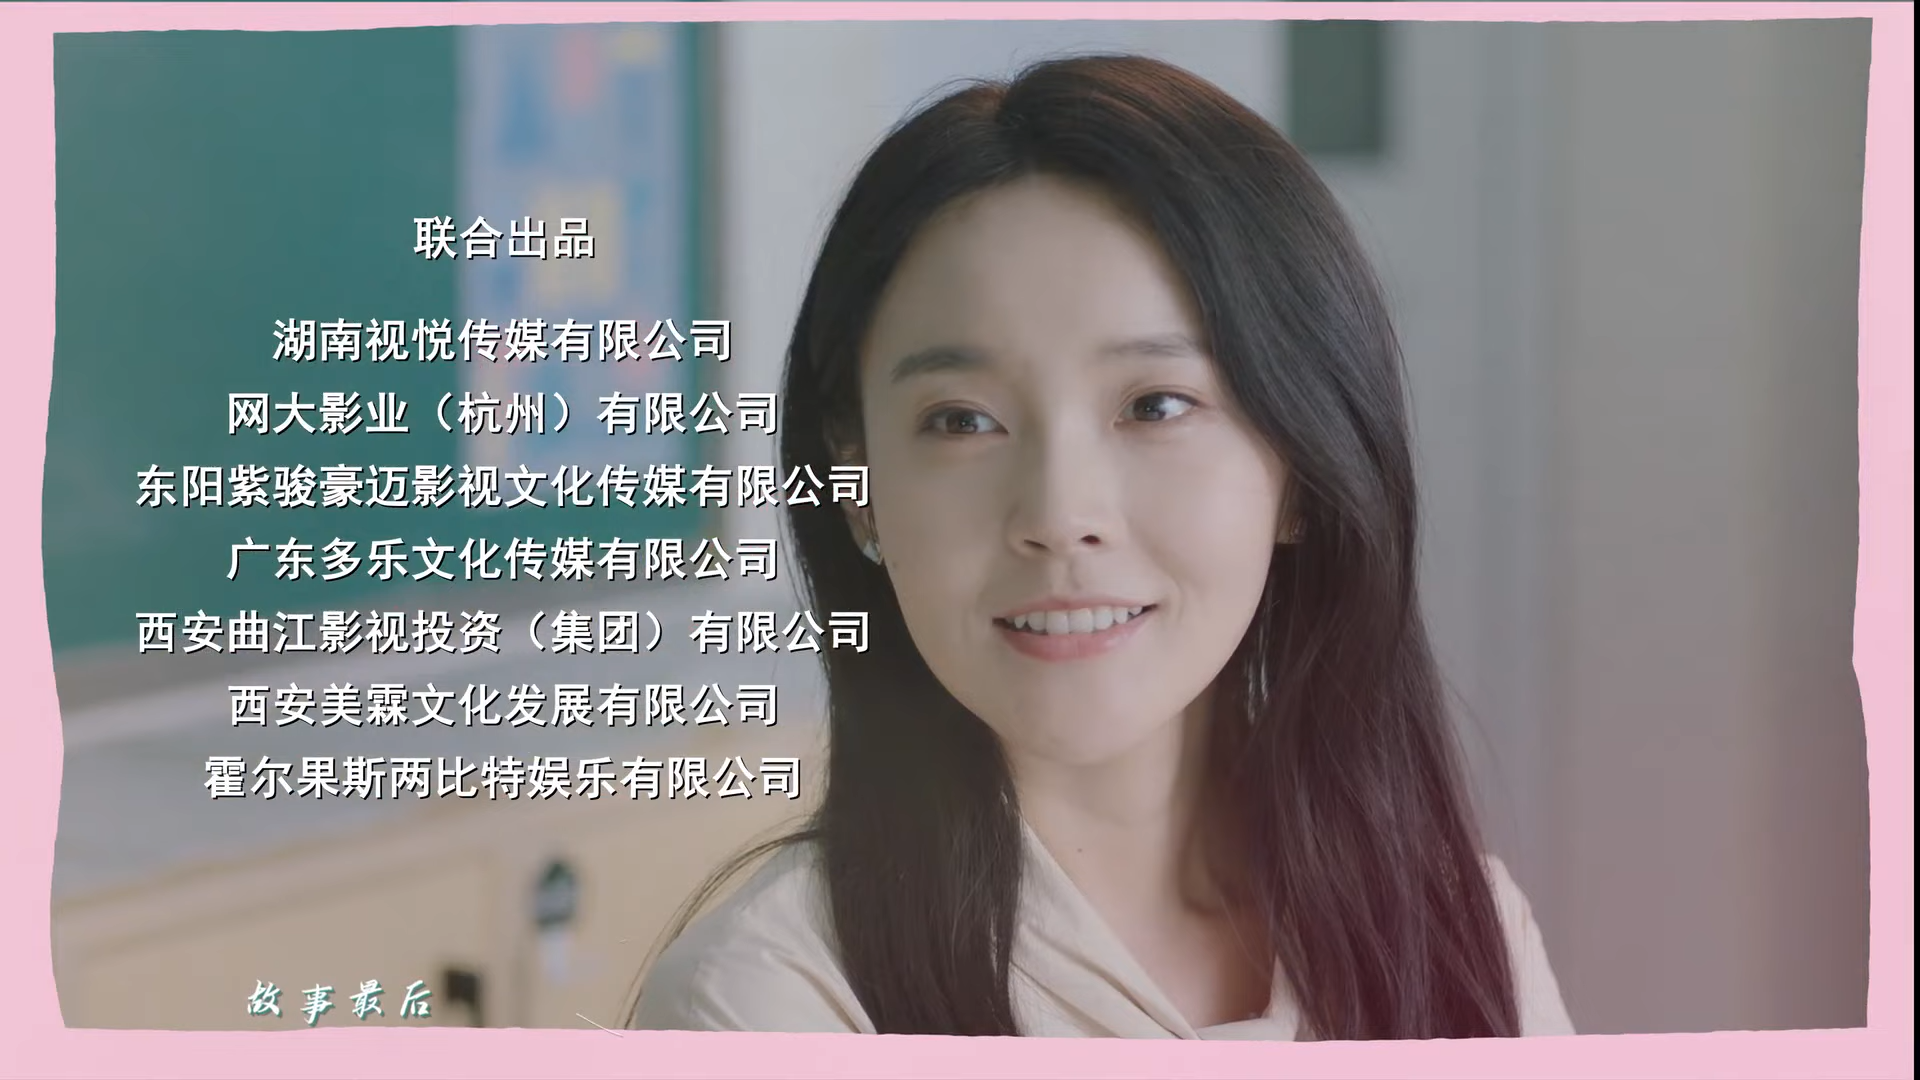 联合出品
湖南视悦传媒有限公司
网大影业（杭州）有限公司
东阳紫骏豪迈影视文化传媒有限公司
广东多乐文化传媒有限公司
西安曲江影视投资（集团）有限公司
西安美霖文化发展有限公司
霍尔果斯两比特娱乐有限公司
故事最后